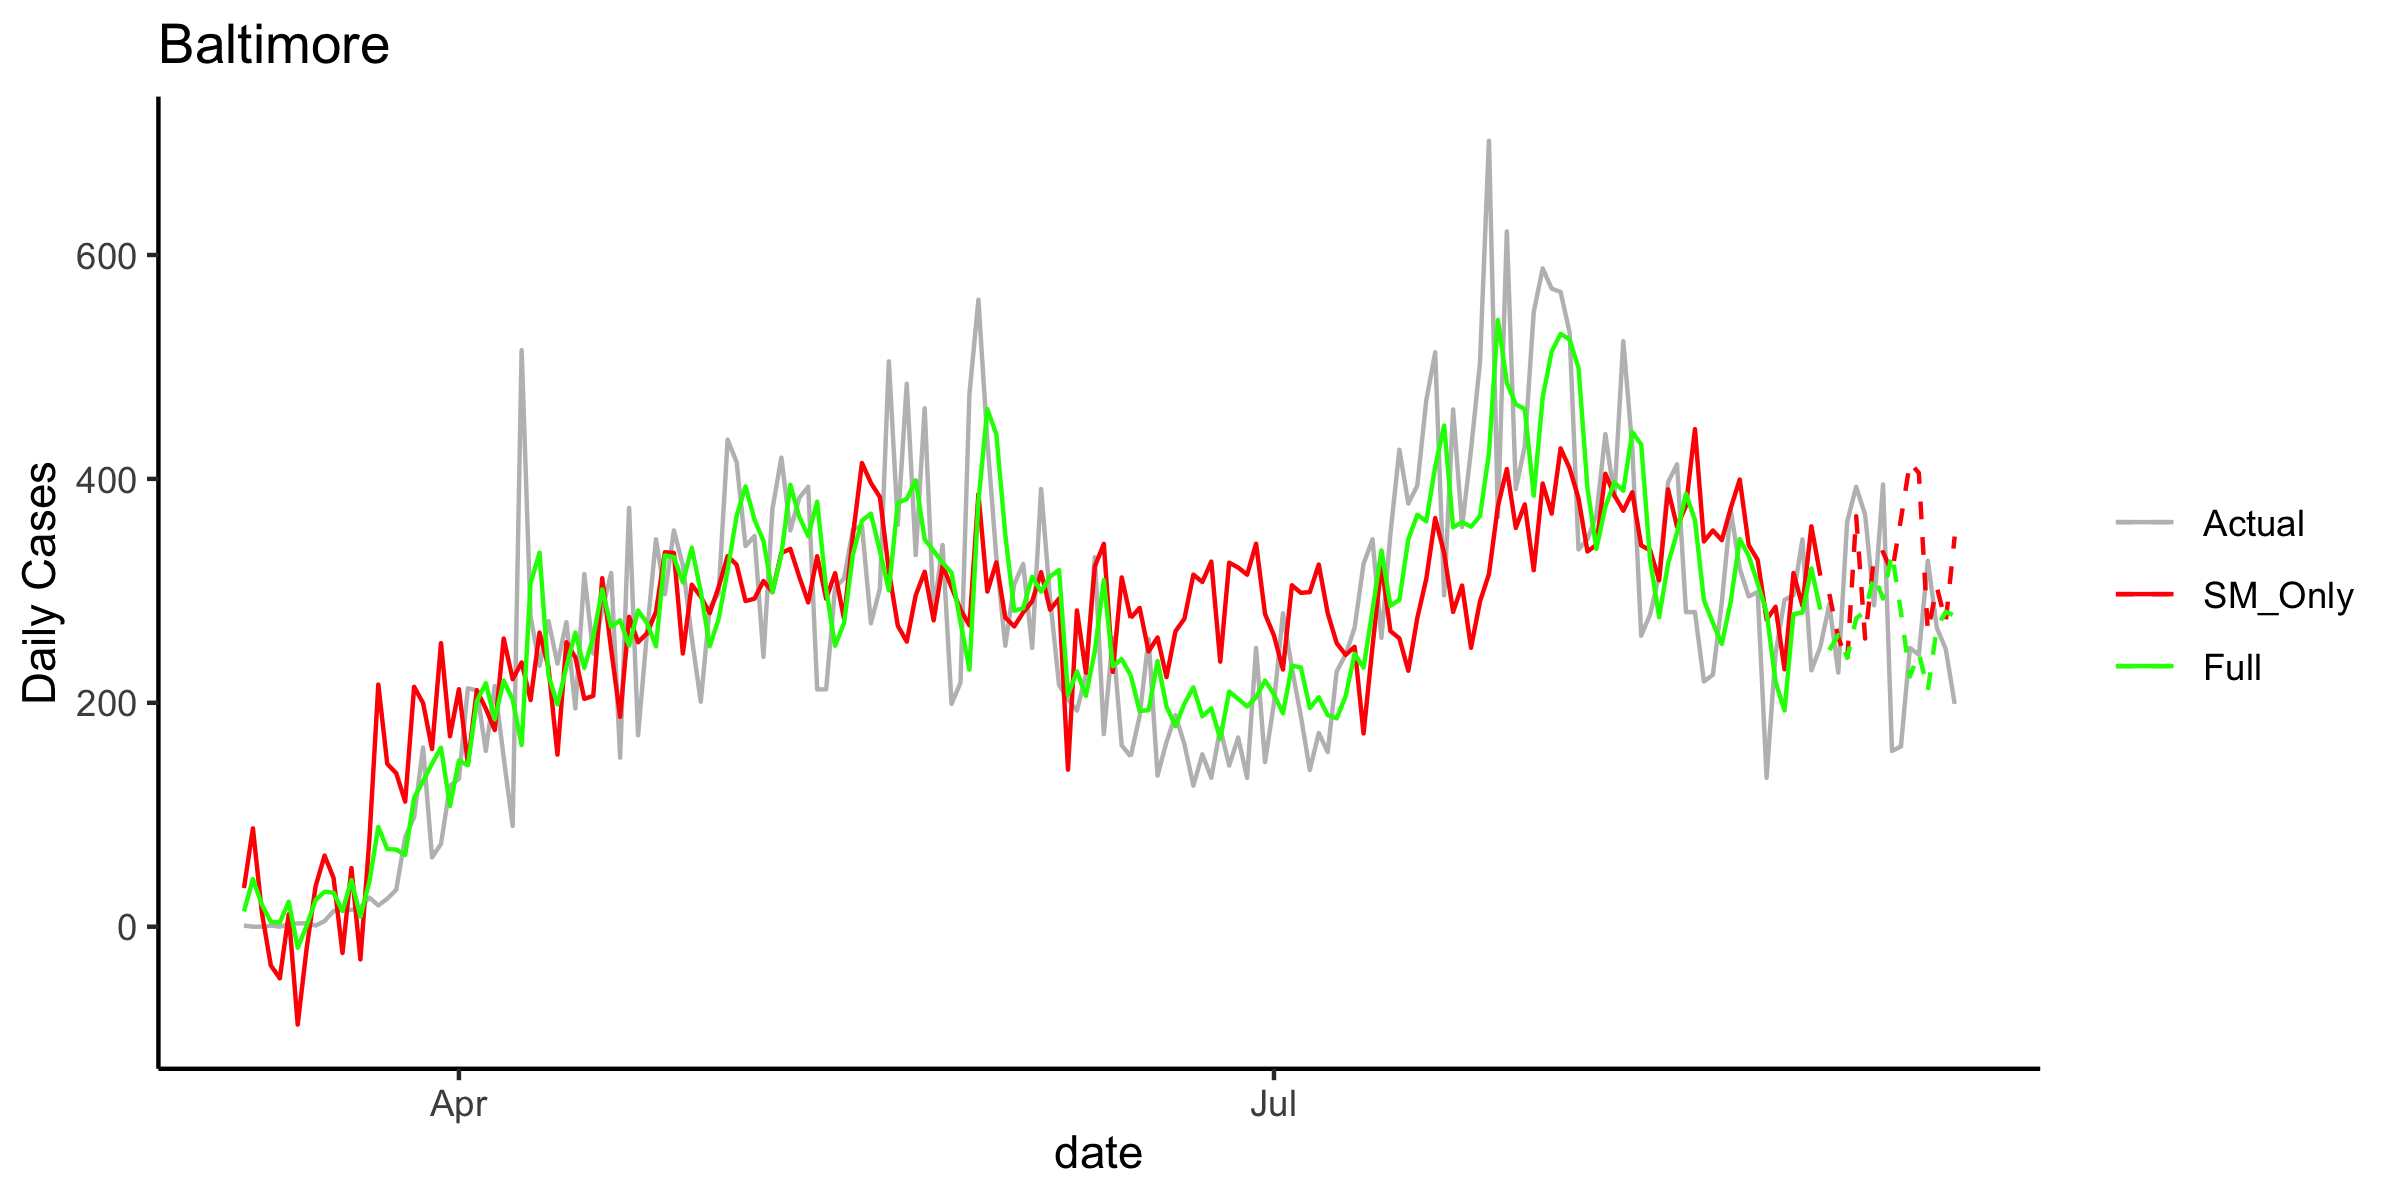 Baltimore
Daily Cases
600
400
200
0
Apr
Jul
date
Actual
SM_Only
Full